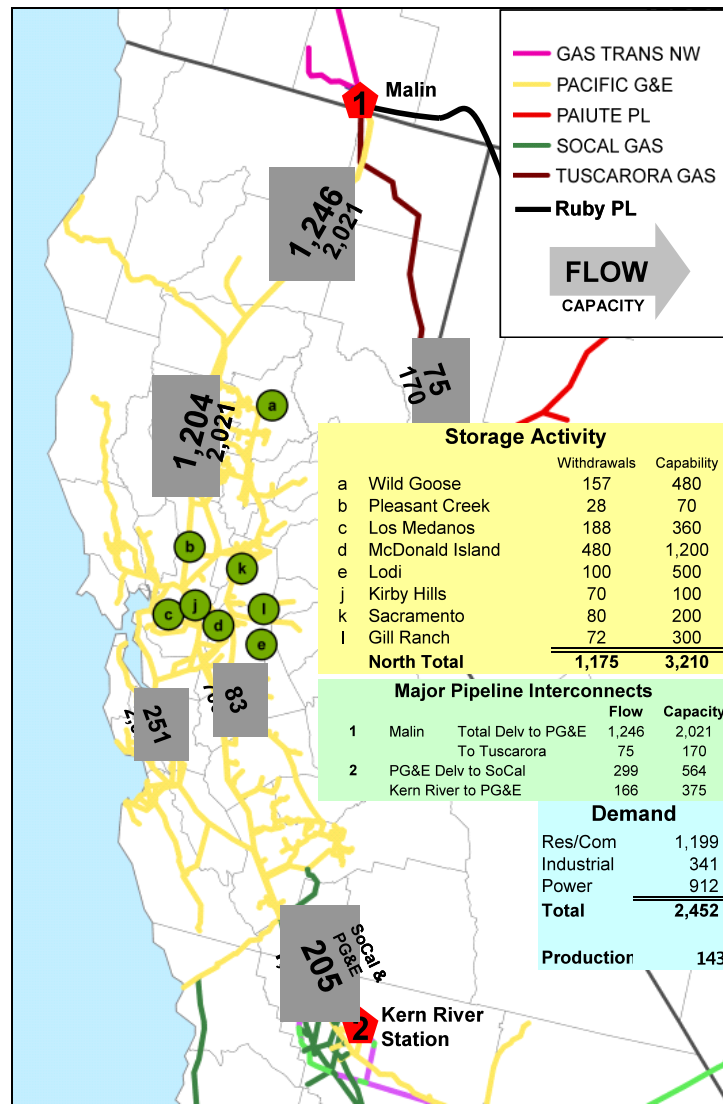 1
Malin
GAS TRANS NW
PACIFIC G&E
PAIUTE PL
SOCAL GAS
TUSCARORA GAS
Ruby PL
FLOW
CAPACITY
1,246
2,021
75
170
1,204
2,021
a
b
k
j
c
d
l
e
Storage Activity
Withdrawals Capability
a Wild Goose 157 480
b Pleasant Creek 28 70
c Los Medanos 188 360
d McDonald Island 480 1,200
e Lodi 100 500
j Kirby Hills 70 100
k Sacramento 80 200
l Gill Ranch 72 300
North Total 1,175 3,210
83
251
Major Pipeline Interconnects
Flow Capacity
1 Malin Total Delv to PG&E 1,246 2,021
To Tuscarora 75 170
2 PG&E Delv to SoCal 299 564
Kern River to PG&E 166 375
Demand
Res/Com 1,199
Industrial 341
Power 912
Total 2,452
Production 143
SoCal &
PG&E
205
2
Kern River
Station